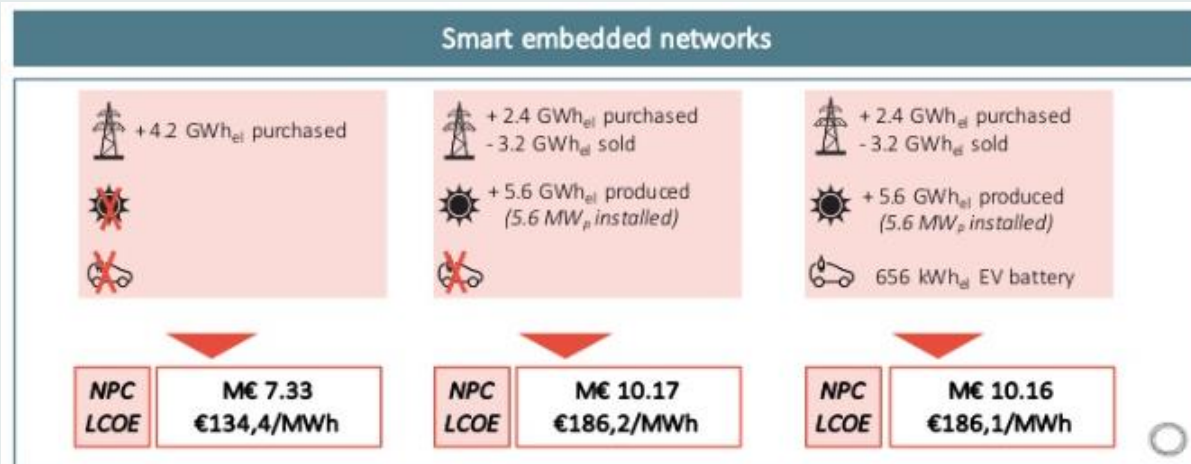 Smart embedded networks
+ 4.2 GWhel purchased
+ 2.4 GWhel purchased
- 3.2 GWhel sold
+ 5.6 GWhel produced
(5.6 MWp installed)
+ 2.4 GWhel purchased
- 3.2 GWhel sold
+ 5.6 GWhel produced
(5.6 MWp installed)
656 kWhel EV battery
NPC
LCOE
M€ 7.33
€134,4/MWh
NPC
LCOE
M€ 10.17
€186,2/MWh
NPC
LCOE
M€ 10.16
€186,1/MWh